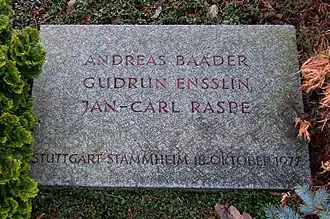 ANDREAS BAADER
GUDRUN ENSSLIN
JAN-CARL RASPE
STUTTGART-STAMMHEIM 18. OKTOBER 1977